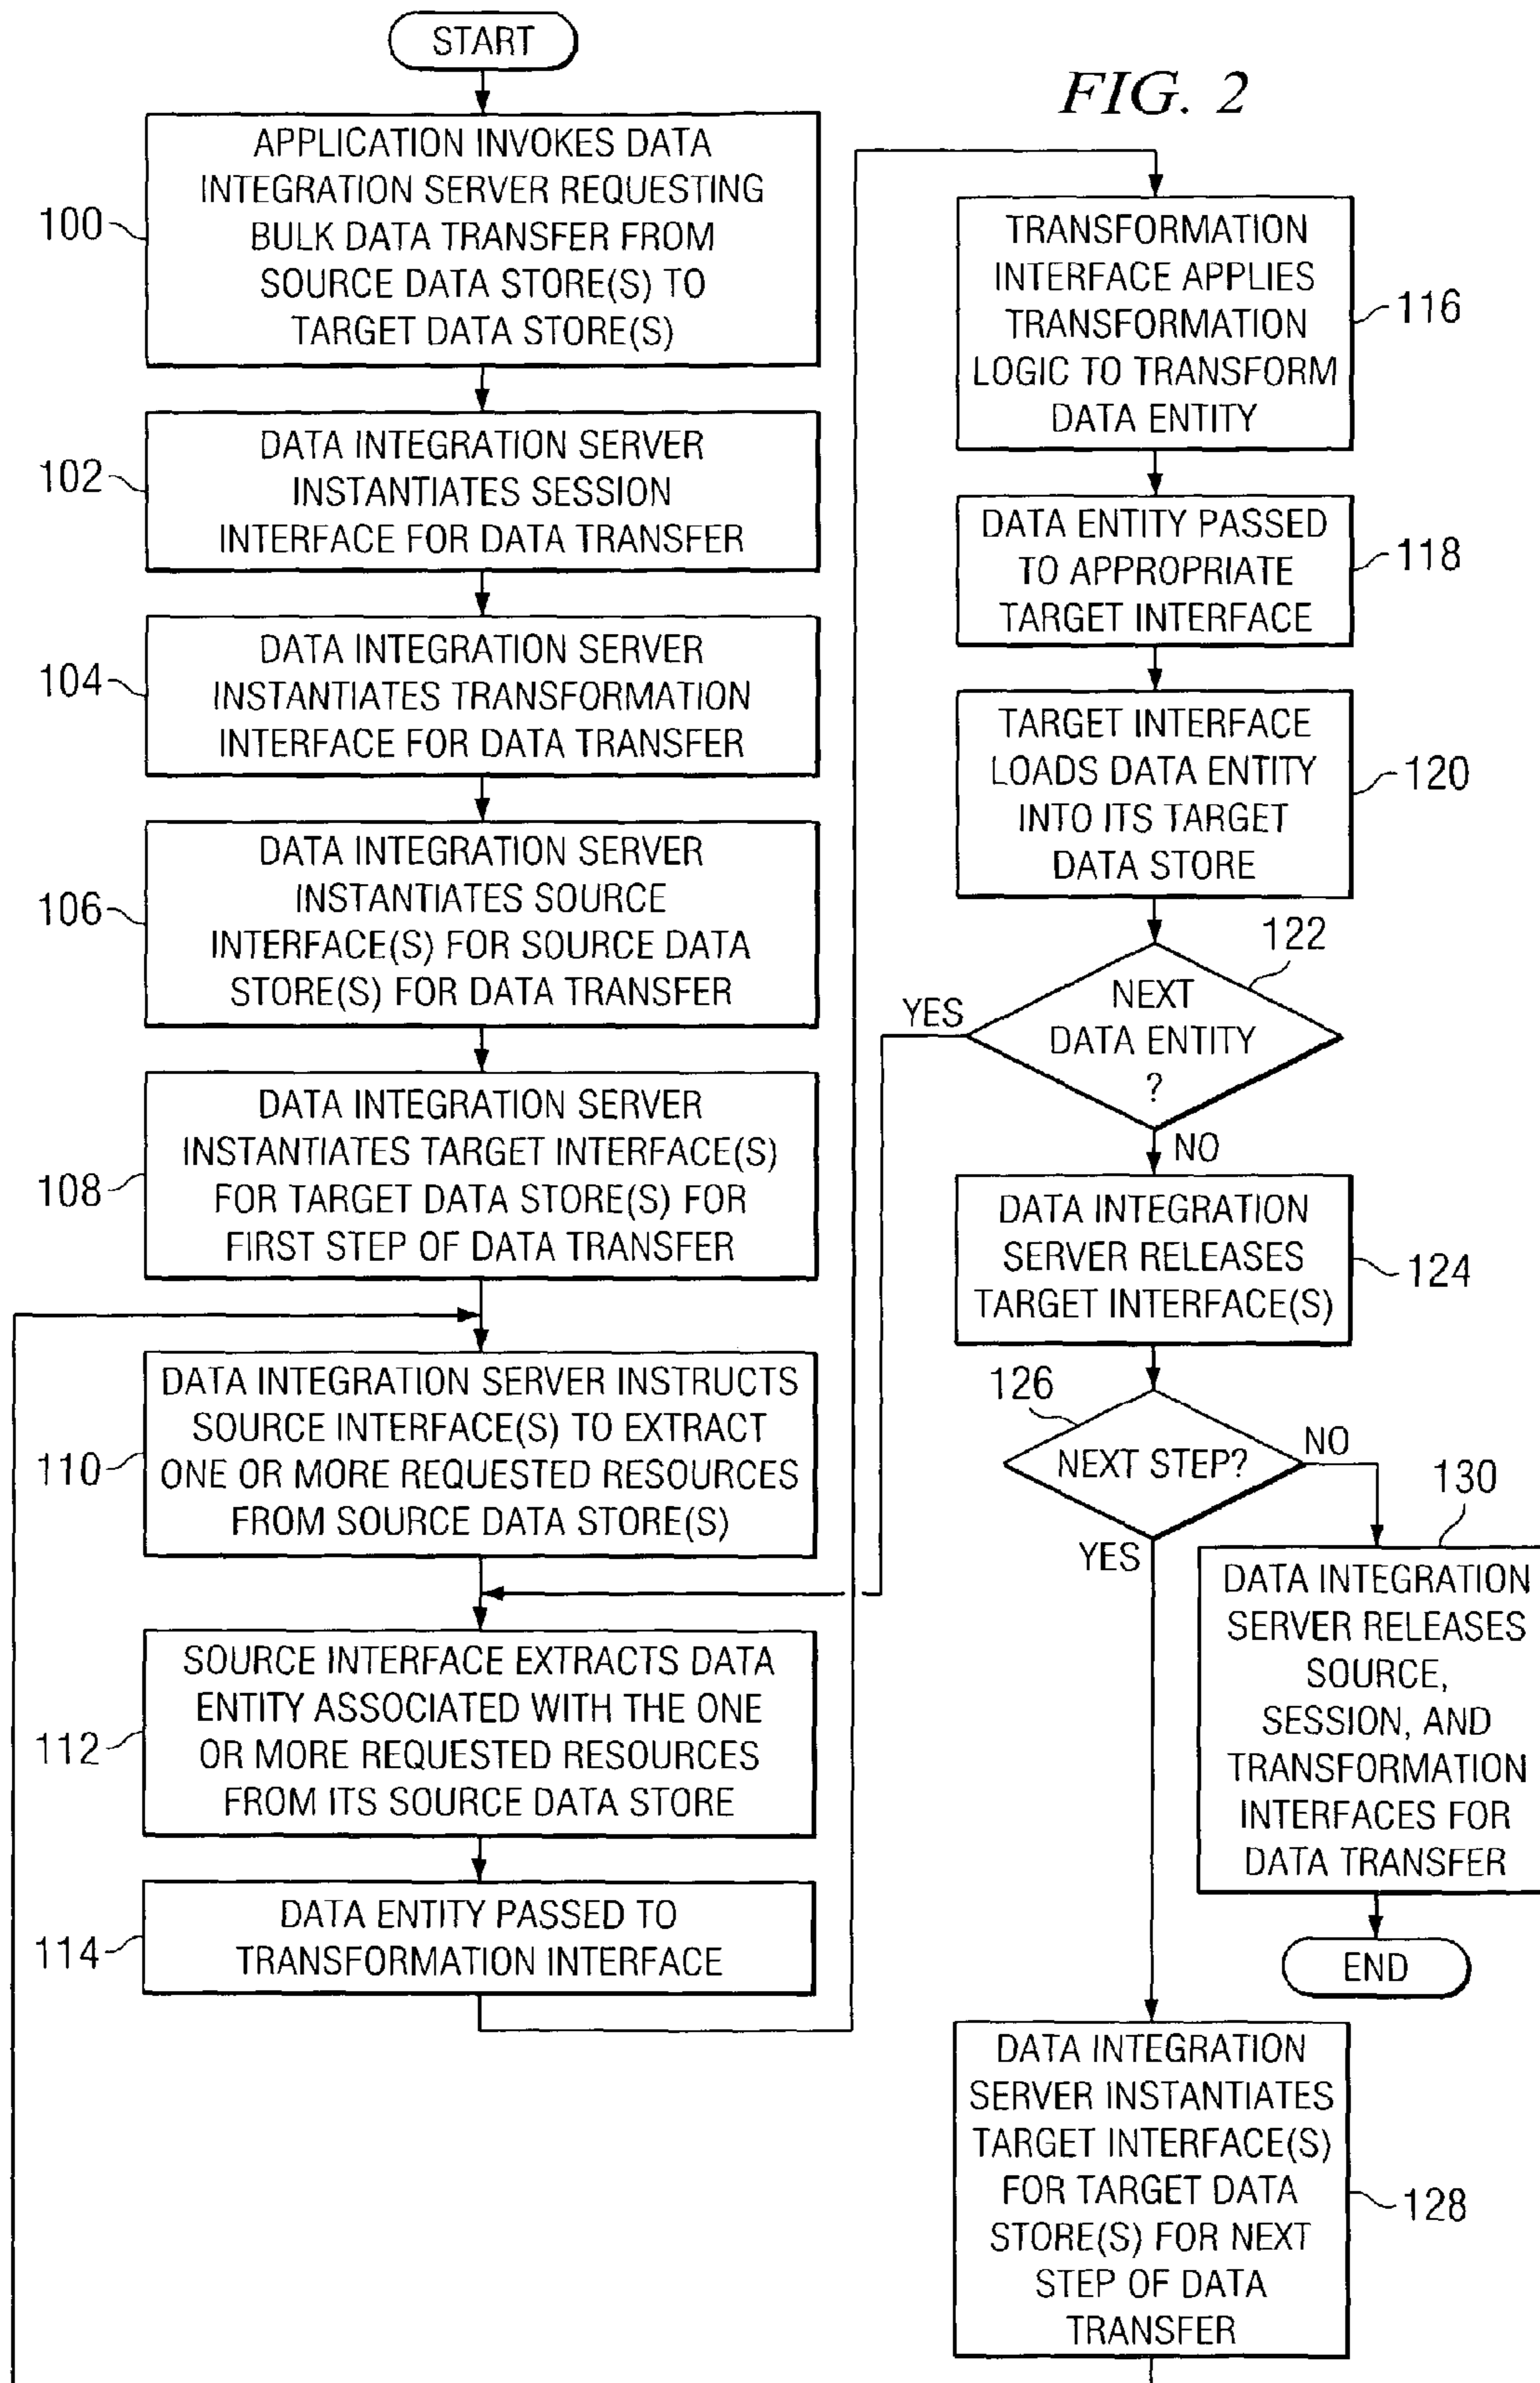 START
FIG. 2
100
APPLICATION INVOKES DATA
INTEGRATION SERVER REQUESTING
BULK DATA TRANSFER FROM
SOURCE DATA STORE(S) TO
TARGET DATA STORE(S)
102
DATA INTEGRATION SERVER
INSTANTIATES SESSION
INTERFACE FOR DATA TRANSFER
104
DATA INTEGRATION SERVER
INSTANTIATES TRANSFORMATION
INTERFACE FOR DATA TRANSFER
106
DATA INTEGRATION SERVER
INSTANTIATES SOURCE
INTERFACE(S) FOR SOURCE DATA
STORE(S) FOR DATA TRANSFER
108
DATA INTEGRATION SERVER
INSTANTIATES TARGET INTERFACE(S)
FOR TARGET DATA STORE(S) FOR
FIRST STEP OF DATA TRANSFER
110
DATA INTEGRATION SERVER INSTRUCTS
SOURCE INTERFACE(S) TO EXTRACT
ONE OR MORE REQUESTED RESOURCES
FROM SOURCE DATA STORE(S)
112
SOURCE INTERFACE EXTRACTS DATA
ENTITY ASSOCIATED WITH THE ONE
OR MORE REQUESTED RESOURCES
FROM ITS SOURCE DATA STORE
114
DATA ENTITY PASSED TO
TRANSFORMATION INTERFACE
TRANSFORMATION
INTERFACE APPLIES
TRANSFORMATION
LOGIC TO TRANSFORM
DATA ENTITY
116
DATA ENTITY PASSED
TO APPROPRIATE
TARGET INTERFACE
118
TARGET INTERFACE
LOADS DATA ENTITY
INTO ITS TARGET
DATA STORE
120
122
YES
NEXT
DATA ENTITY
?
NO
DATA INTEGRATION
SERVER RELEASES
TARGET INTERFACE(S)
124
126
NEXT STEP?
NO
YES
130
DATA INTEGRATION
SERVER RELEASES
SOURCE,
SESSION, AND
TRANSFORMATION
INTERFACES FOR
DATA TRANSFER
END
DATA INTEGRATION
SERVER INSTANTIATES
TARGET INTERFACE(S)
FOR TARGET DATA
STORE(S) FOR NEXT
STEP OF DATA
TRANSFER
128